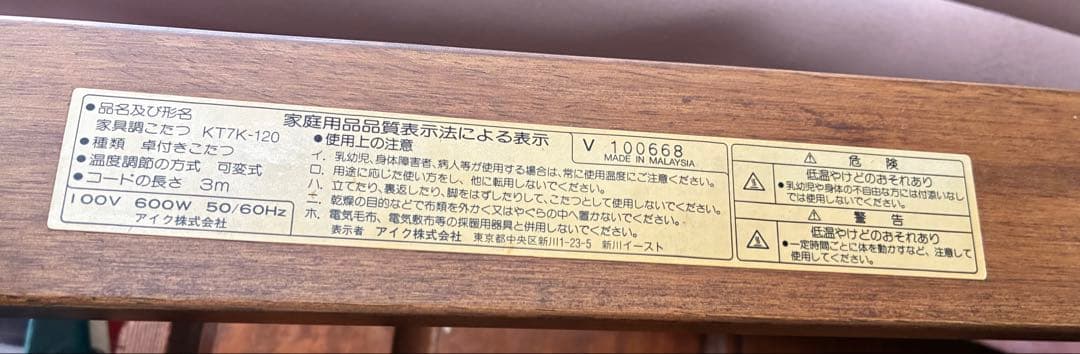 ●品名及び形名
家具調こたつ KT7K-120
●種類 卓付きこたつ
●温度調節の方式 可変式
●コードの長さ 3m
100V 600W 50/60Hz
アイク株式会社
家庭用品品質表示法による表示
●使用上の注意
イ. 乳幼児、身体障害者、病人等が使用する場合は、常に使用温度にご注意ください。
ロ. 用途に応じた使い方をし、他に転用しないでください。
ハ. 立てたり、裏返したり、脚をはずしたりして、こたつとして使用しないでください。
ニ. 乾燥の目的などで布類を外かく又はやぐらの中へ置かないでください。
ホ. 電気毛布、電気敷布等の採暖用器具と併用しないでください。
表示者 アイク株式会社 東京都中央区新川1-23-5 新川イースト
V 100668
MADE IN MALAYSIA
⚠ 危険
低温やけどのおそれあり
●乳幼児や身体の不自由な方には付添いなし
では使用しないでください。
⚠ 警告
低温やけどのおそれあり
●一定時間ごとに体を動かすなど、注意して
使用してください。